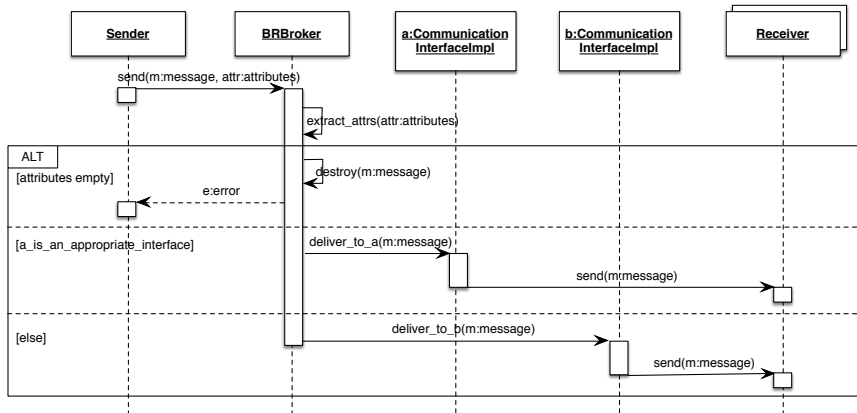 Sender
BRBroker
a:Communication
InterfaceImpl
b:Communication
InterfaceImpl
Receiver
send(m:message, attr:attributes)
extract_attrs(attr:attributes)
ALT
[attributes empty]
destroy(m:message)
e:error
[a_is_an_appropriate_interface]
deliver_to_a(m:message)
send(m:message)
[else]
deliver_to_b(m:message)
send(m:message)